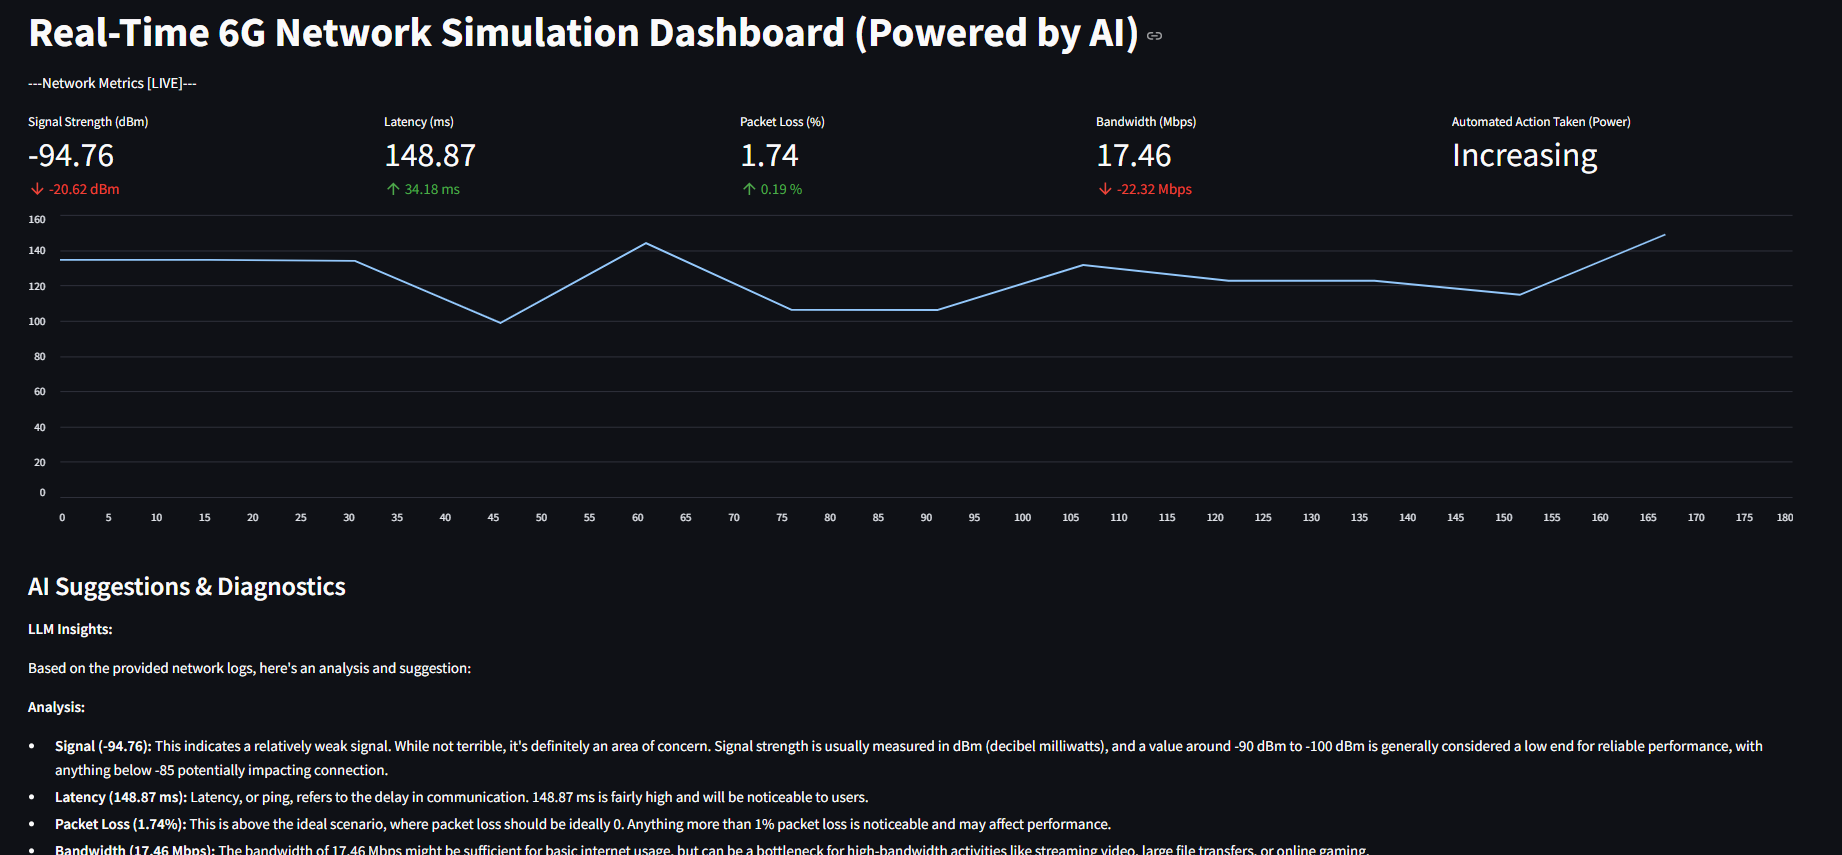 Real-Time 6G Network Simulation Dashboard (Powered by AI)
---Network Metrics [LIVE]---
Signal Strength (dBm)
-94.76
-20.62 dBm
Latency (ms)
148.87
34.18 ms
Packet Loss (%)
1.74
0.19 %
Bandwidth (Mbps)
17.46
-22.32 Mbps
Automated Action Taken (Power)
Increasing
160
140
120
100
80
60
40
20
0
0 5 10 15 20 25 30 35 40 45 50 55 60 65 70 75 80 85 90 95 100 105 110 115 120 125 130 135 140 145 150 155 160 165 170 175 180
AI Suggestions & Diagnostics
LLM Insights:
Based on the provided network logs, here's an analysis and suggestion:
Analysis:
• Signal (-94.76): This indicates a relatively weak signal. While not terrible, it's definitely an area of concern. Signal strength is usually measured in dBm (decibel milliwatts), and a value around -90 dBm to -100 dBm is generally considered a low end for reliable performance, with
anything below -85 potentially impacting connection.
• Latency (148.87 ms): Latency, or ping, refers to the delay in communication. 148.87 ms is fairly high and will be noticeable to users.
• Packet Loss (1.74%): This is above the ideal scenario, where packet loss should be ideally 0. Anything more than 1% packet loss is noticeable and may affect performance.
• Bandwidth (17.46 Mbps): The bandwidth of 17.46 Mbps might be sufficient for basic internet usage, but can be a bottleneck for high-bandwidth activities like streaming video, large file transfers, or online gaming.